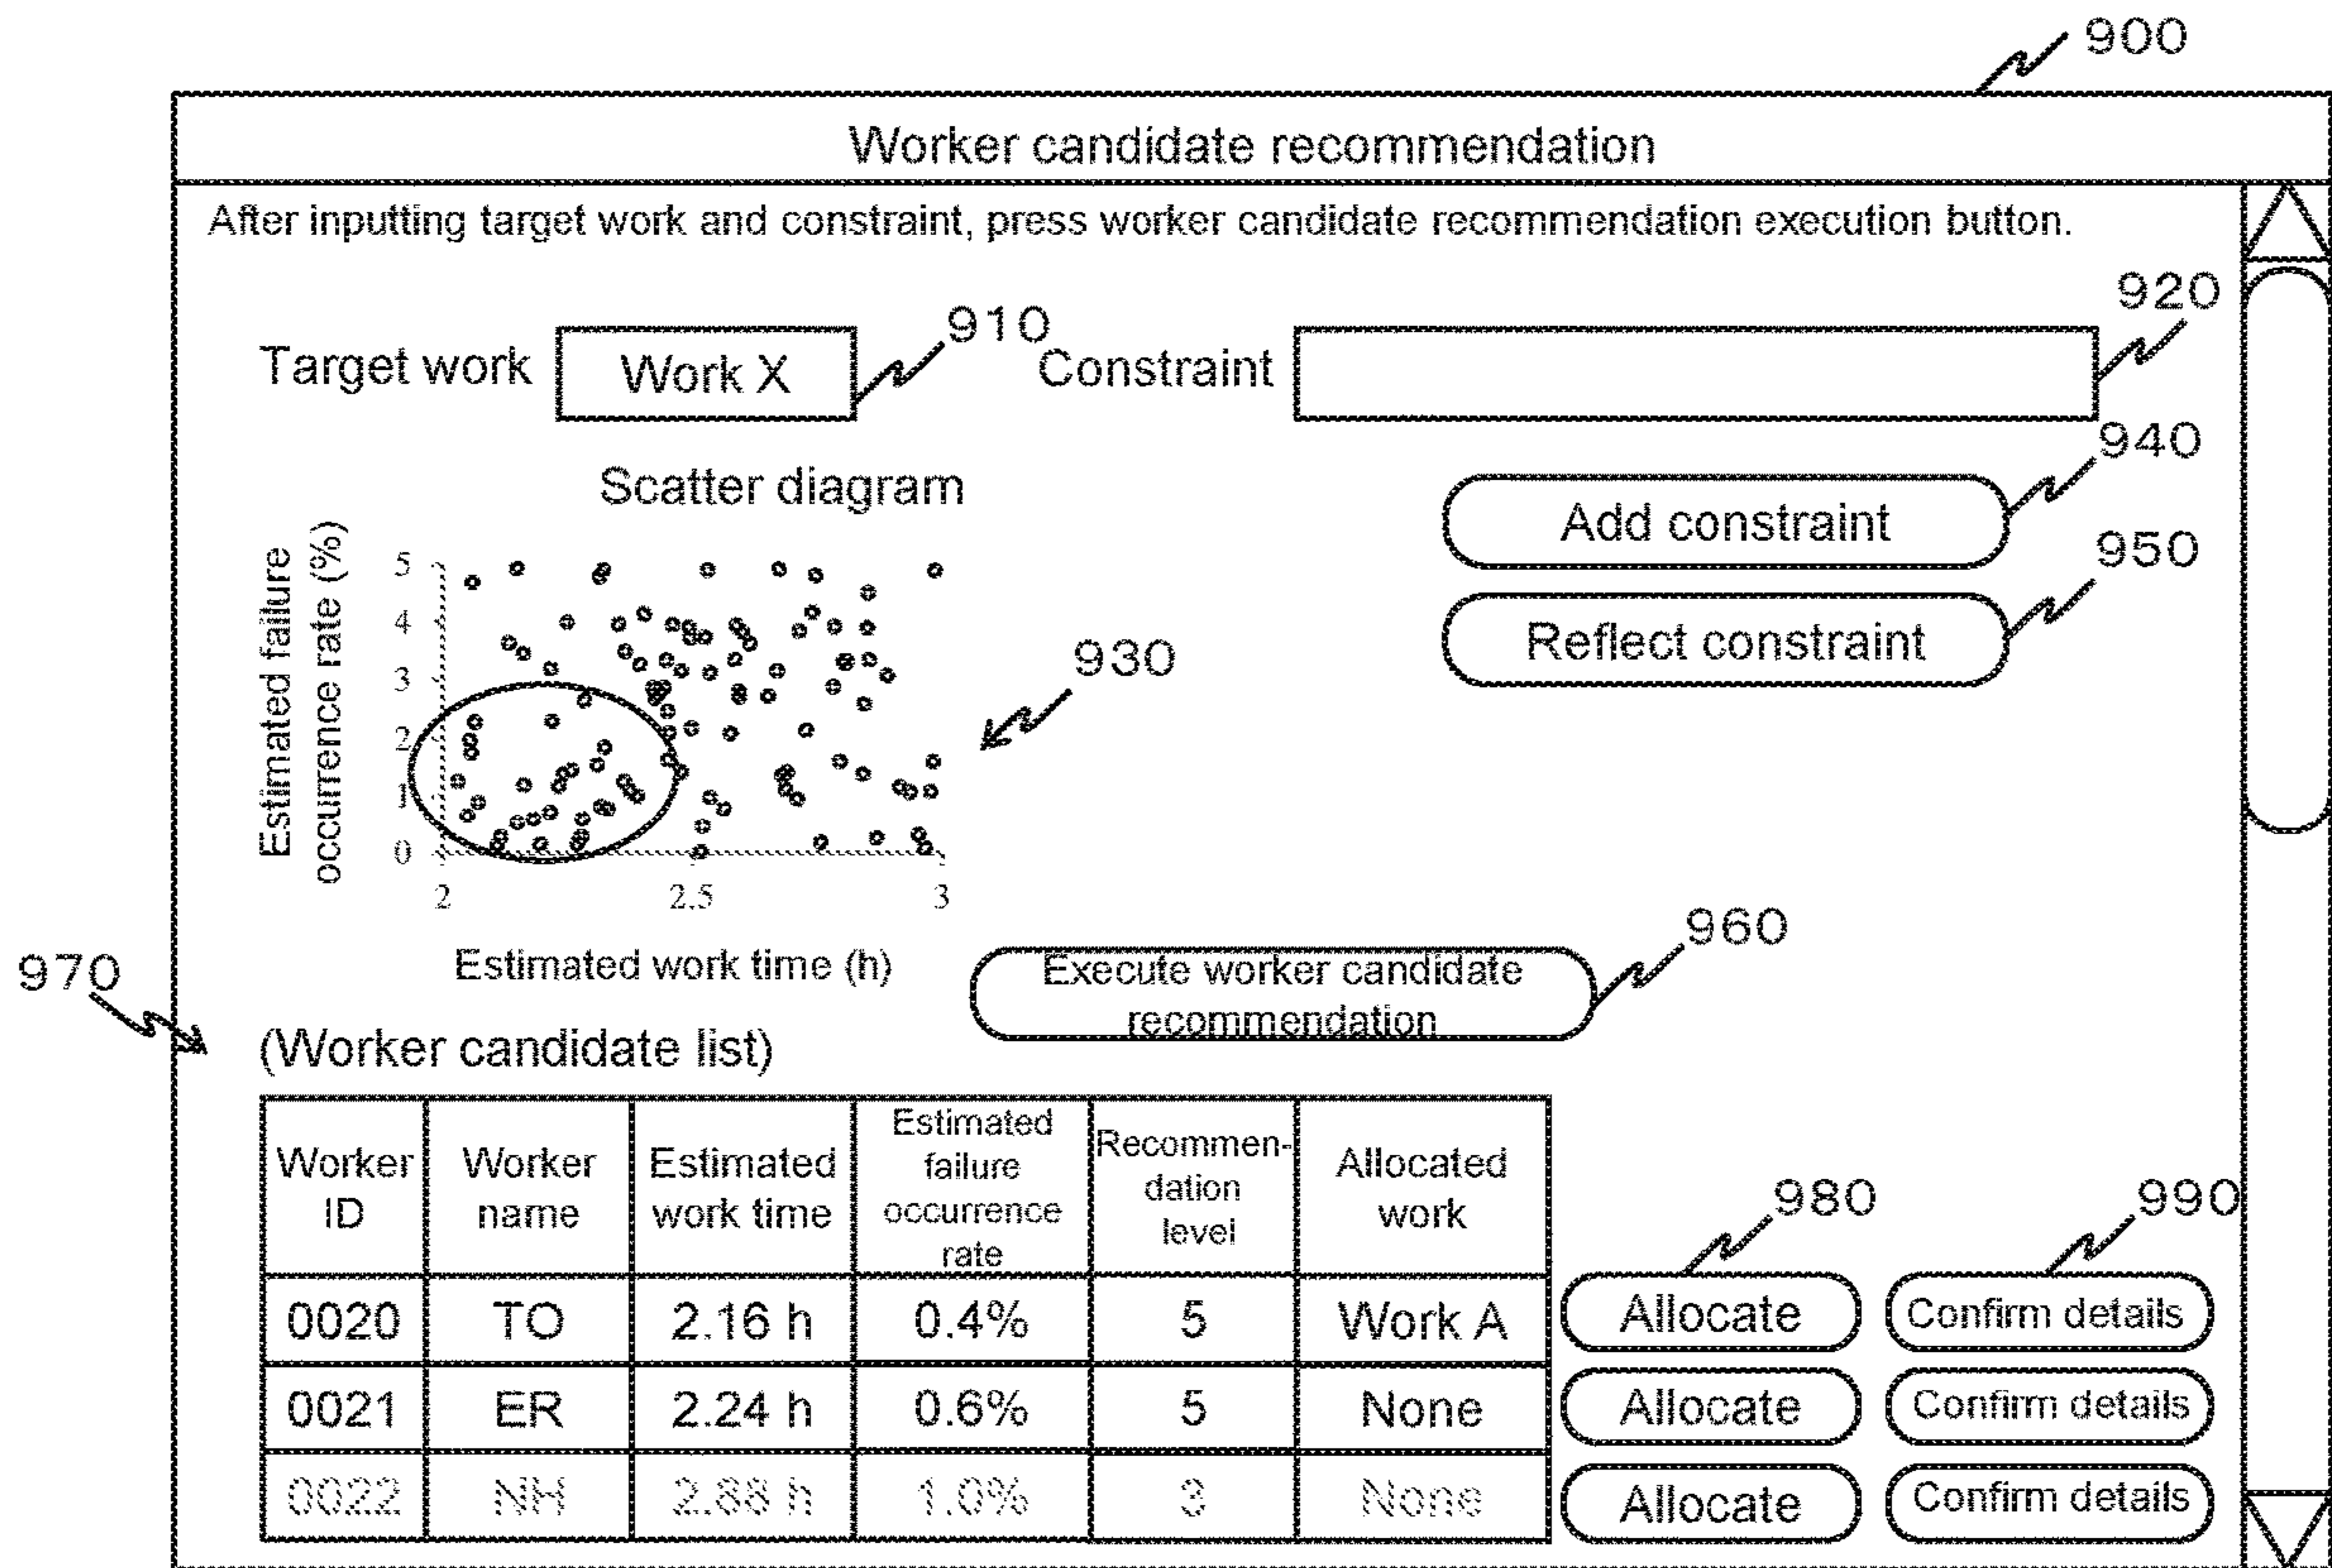 900
Worker candidate recommendation
After inputting target work and constraint, press worker candidate recommendation execution button.
920
910
Target work
Work X
Constraint
940
Scatter diagram
Add constraint
950
Reflect constraint
Estimated failure
occurrence rate (%)
5
4
3
2
1
0
930
2
2.5
3
Estimated work time (h)
960
Execute worker candidate
recommendation
970
(Worker candidate list)
Worker
ID
Worker
name
Estimated
work time
Estimated
failure
occurrence
rate
Recommen-
dation
level
Allocated
work
980
990
0020 TO 2.16 h 0.4% 5 Work A Allocate Confirm details
0021 ER 2.24 h 0.6% 5 None Allocate Confirm details
0022 NH 2.88 h 1.0% 3 None Allocate Confirm details